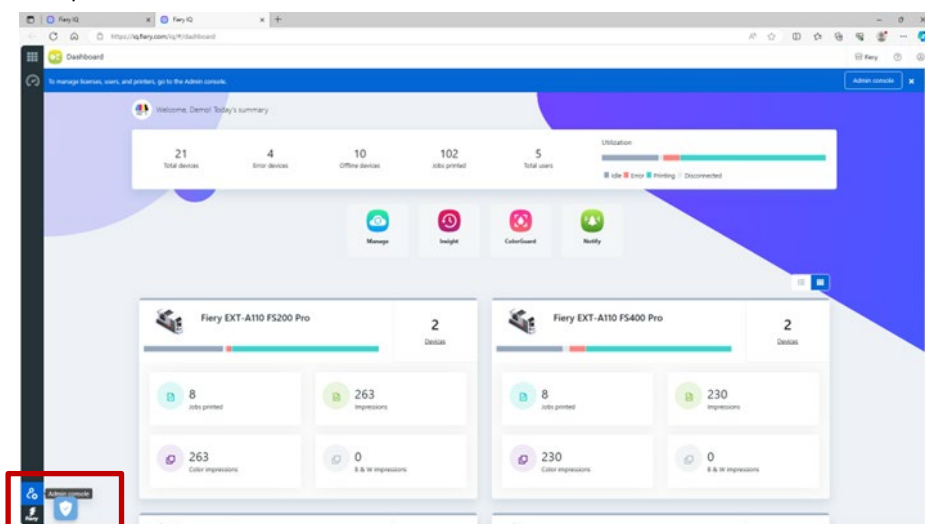 Fiery IQ
Fiery IQ
https://iq.fiery.com/iq/#/dashboard
Dashboard
Fiery
To manage licenses, users, and printers, go to the Admin console.
Admin console
Welcome, Demo! Today's summary
21
Total devices
4
Error devices
10
Offline devices
102
Jobs printed
5
Total users
Utilization
Idle Error Printing Disconnected
Manage
Insight
ColorGuard
Notify
Fiery EXT-A110 FS200 Pro
2
Devices
8
Jobs printed
263
Impressions
263
Color impressions
0
B & W impressions
Fiery EXT-A110 FS400 Pro
2
Devices
8
Jobs printed
230
Impressions
230
Color impressions
0
B & W impressions
Admin console
Fiery